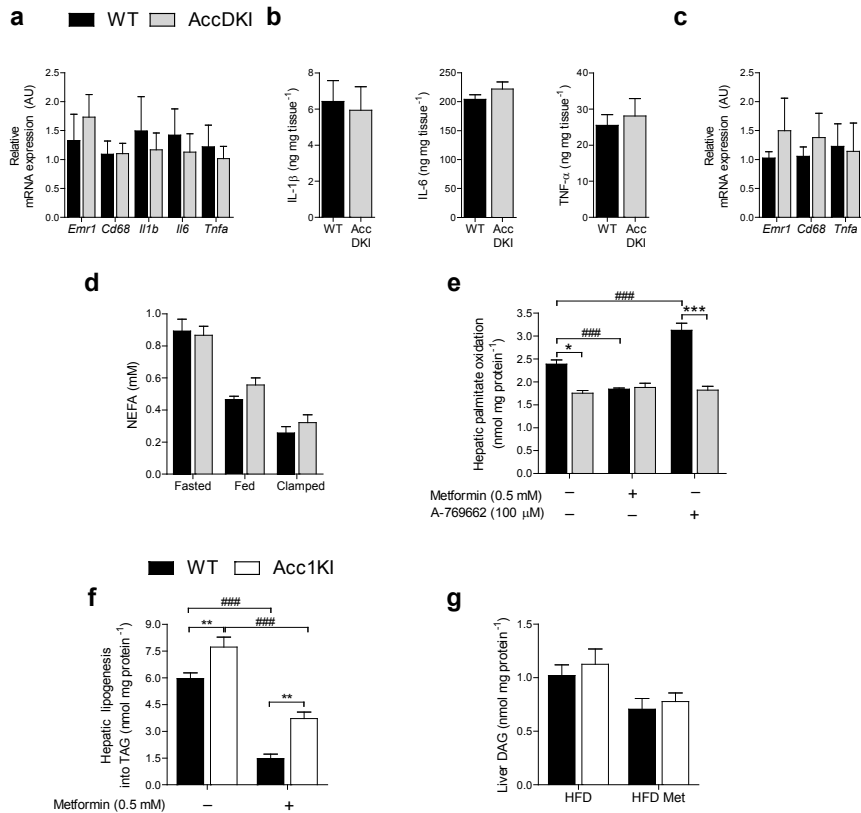 a
WT AccDKI
b
c
Relative
mRNA expression (AU)
2.5
2.0
1.5
1.0
0.5
0.0
Emr1 Cd68 Il1b Il6 Tnfa
IL-1β (ng mg tissue⁻¹)
8
6
4
2
0
WT Acc
DKI
IL-6 (ng mg tissue⁻¹)
250
200
150
100
50
0
WT Acc
DKI
TNF-α (ng mg tissue⁻¹)
40
30
20
10
0
WT Acc
DKI
Relative
mRNA expression (AU)
2.5
2.0
1.5
1.0
0.5
0.0
Emr1 Cd68 Tnfa
d
NEFA (mM)
1.0
0.8
0.6
0.4
0.2
0.0
Fasted Fed Clamped
e
Hepatic palmitate oxidation
(nmol mg protein⁻¹)
3.5
3.0
2.5
2.0
1.5
1.0
0.5
0.0
###
***
###
*
Metformin (0.5 mM) – + –
A-769662 (100 μM) – – +
WT Acc1KI
f
Hepatic lipogenesis
into TAG (nmol mg protein⁻¹)
9.0
7.5
6.0
4.5
3.0
1.5
0.0
###
** ###
**
Metformin (0.5 mM) – +
g
Liver DAG (nmol mg protein⁻¹)
1.5
1.0
0.5
0.0
HFD HFD Met